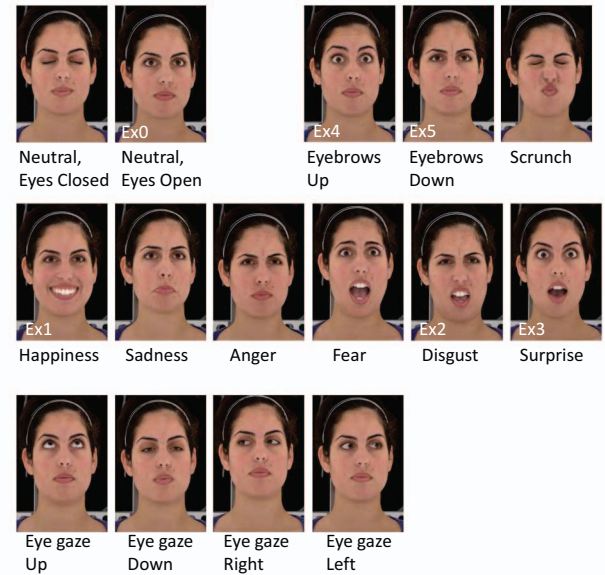 Ex0
Ex4
Ex5
Neutral,
Eyes Closed
Neutral,
Eyes Open
Eyebrows
Up
Eyebrows
Down
Scrunch
Ex1
Ex2
Ex3
Happiness
Sadness
Anger
Fear
Disgust
Surprise
Eye gaze
Up
Eye gaze
Down
Eye gaze
Right
Eye gaze
Left